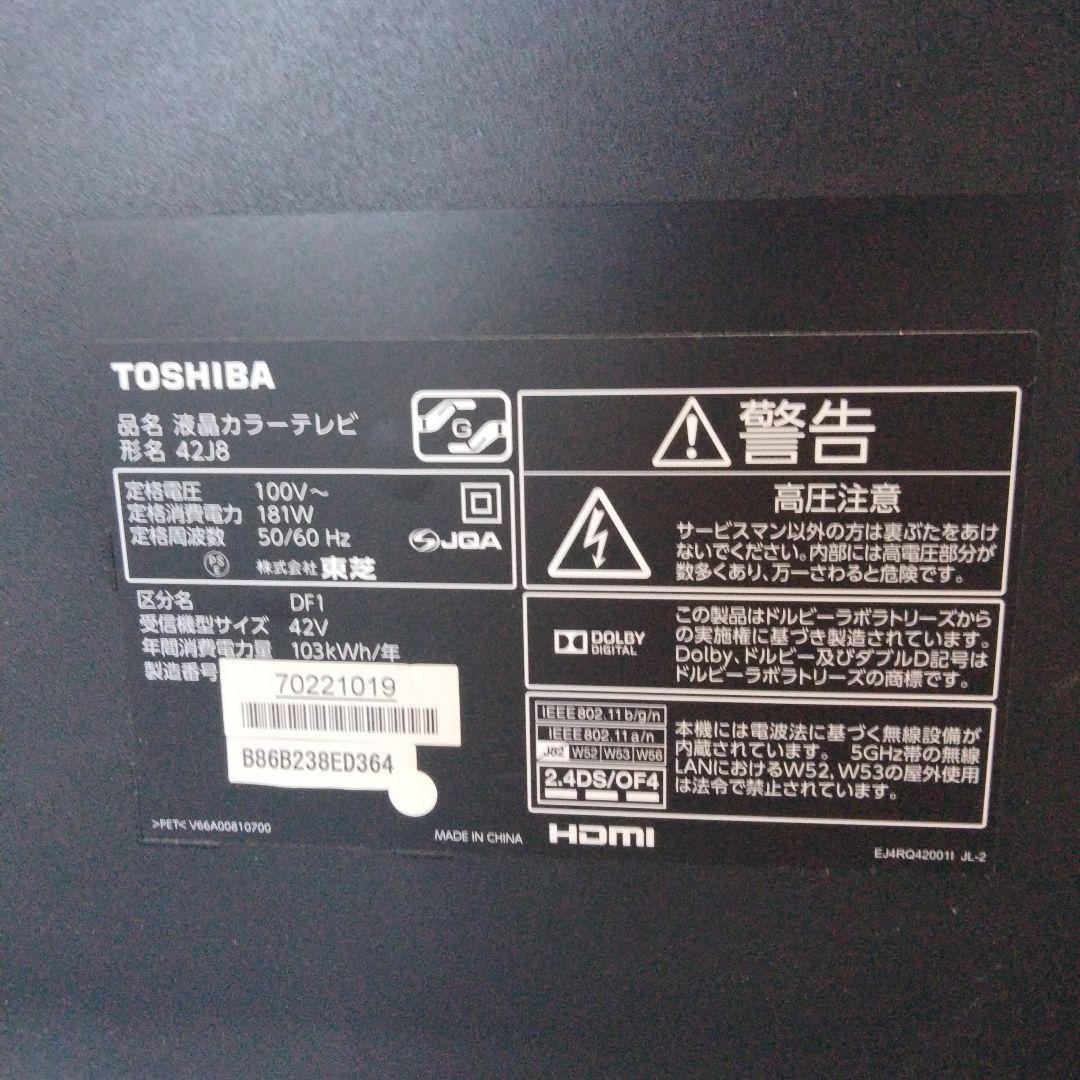 TOSHIBA
品名 液晶カラーテレビ
形名 42J8
G
定格電圧 100V～
定格消費電力 181W
定格周波数 50/60 Hz
JQA
PS
E
株式会社 東芝
区分名 DF1
受信機型サイズ 42V
年間消費電力量 103kWh/年
製造番号
70221019
B86B238ED364
>PET< V66A00810700
MADE IN CHINA
警告
高圧注意
サービスマン以外の方は裏ぶたをあけ
ないでください。内部には高電圧部分が
数多くあり、万一さわると危険です。
DOLBY
DIGITAL
この製品はドルビーラボラトリーズから
の実施権に基づき製造されています。
Dolby、ドルビー及びダブルD記号は
ドルビーラボラトリーズの商標です。
IEEE802.11b/g/n
IEEE802.11a/n
J52 W52 W53 W56
2.4DS/OF4
本機には電波法に基づく無線設備が
内蔵されています。 5GHz帯の無線
LANにおけるW52、W53の屋外使用
は法令で禁止されています。
HDMI
EJ4RQ42001I JL-2